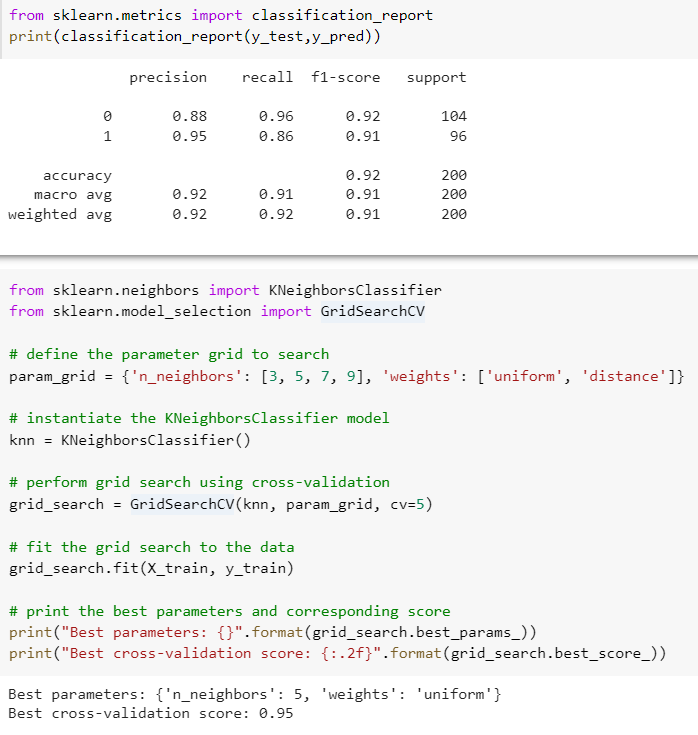 from sklearn.metrics import classification_report
print(classification_report(y_test,y_pred))
precision recall f1-score support
0 0.88 0.96 0.92 104
1 0.95 0.86 0.91 96
accuracy 0.92 200
macro avg 0.92 0.91 0.91 200
weighted avg 0.92 0.92 0.91 200
from sklearn.neighbors import KNeighborsClassifier
from sklearn.model_selection import GridSearchCV
# define the parameter grid to search
param_grid = {'n_neighbors': [3, 5, 7, 9], 'weights': ['uniform', 'distance']}
# instantiate the KNeighborsClassifier model
knn = KNeighborsClassifier()
# perform grid search using cross-validation
grid_search = GridSearchCV(knn, param_grid, cv=5)
# fit the grid search to the data
grid_search.fit(X_train, y_train)
# print the best parameters and corresponding score
print("Best parameters: {}".format(grid_search.best_params_))
print("Best cross-validation score: {:.2f}".format(grid_search.best_score_))
Best parameters: {'n_neighbors': 5, 'weights': 'uniform'}
Best cross-validation score: 0.95